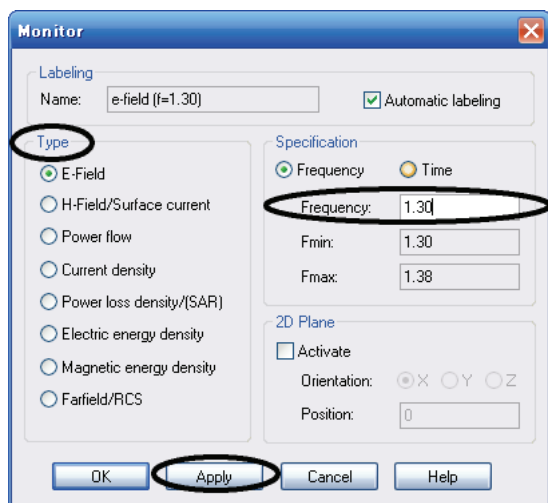 Monitor
Labeling
Name: e-field (f=1.30) Automatic labeling
Type
E-Field
H-Field/Surface current
Power flow
Current density
Power loss density/(SAR)
Electric energy density
Magnetic energy density
Farfield/RCS
Specification
Frequency Time
Frequency: 1.30
Fmin: 1.30
Fmax: 1.38
2D Plane
Activate
Orientation: X Y Z
Position: 0
OK Apply Cancel Help